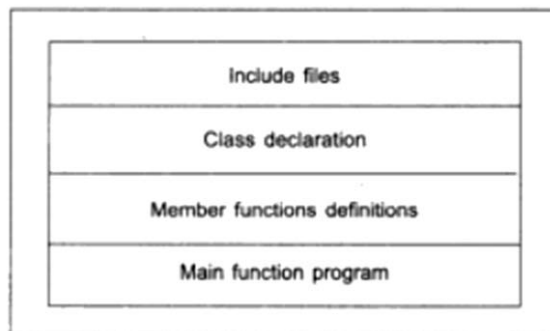 Include files
Class declaration
Member functions definitions
Main function program